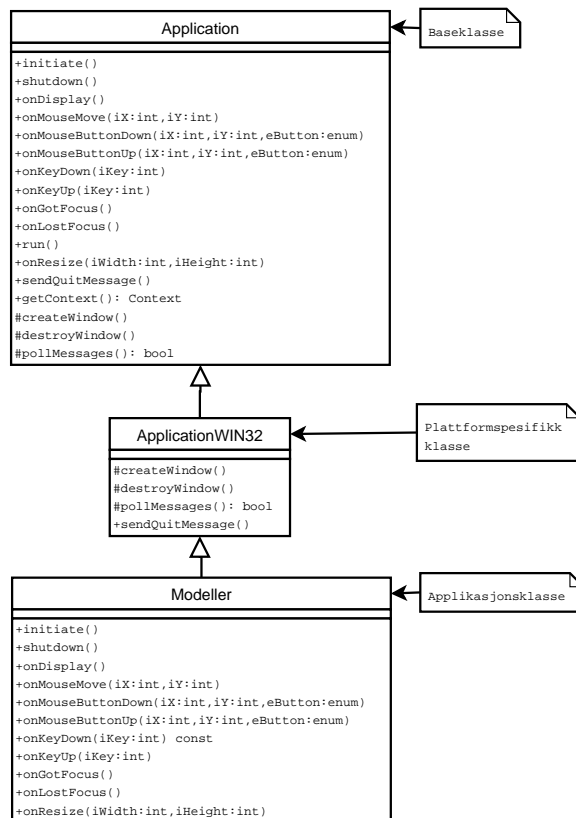 Application
Baseklasse
+initiate()
+shutdown()
+onDisplay()
+onMouseMove(iX:int,iY:int)
+onMouseButtonDown(iX:int,iY:int,eButton:enum)
+onMouseButtonUp(iX:int,iY:int,eButton:enum)
+onKeyDown(iKey:int)
+onKeyUp(iKey:int)
+onGotFocus()
+onLostFocus()
+run()
+onResize(iWidth:int,iHeight:int)
+sendQuitMessage()
+getContext(): Context
#createWindow()
#destroyWindow()
#pollMessages(): bool
ApplicationWIN32
Plattformspesifikk
klasse
#createWindow()
#destroyWindow()
#pollMessages(): bool
+sendQuitMessage()
Modeller
Applikasjonsklasse
+initiate()
+shutdown()
+onDisplay()
+onMouseMove(iX:int,iY:int)
+onMouseButtonDown(iX:int,iY:int,eButton:enum)
+onMouseButtonUp(iX:int,iY:int,eButton:enum)
+onKeyDown(iKey:int) const
+onKeyUp(iKey:int)
+onGotFocus()
+onLostFocus()
+onResize(iWidth:int,iHeight:int)